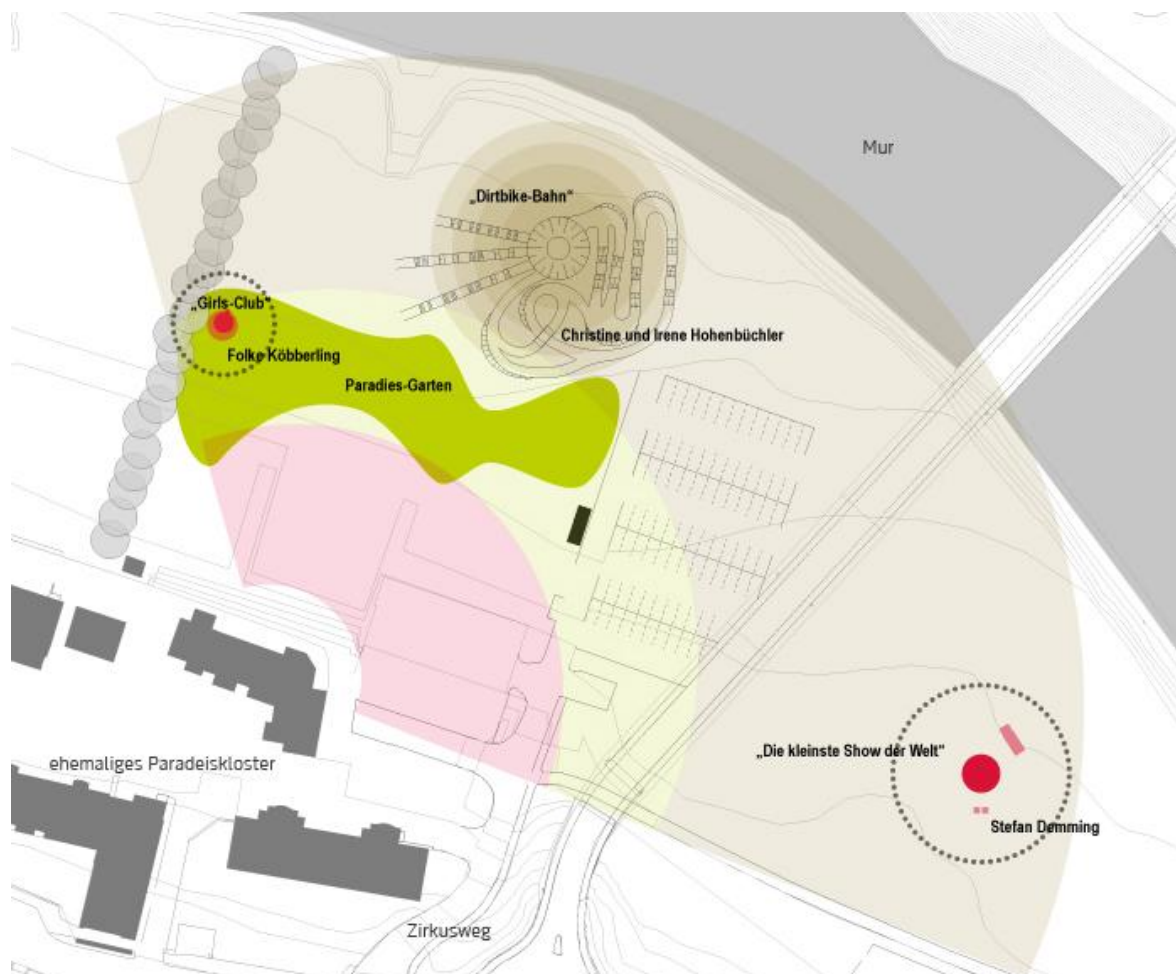 Mur
„Dirtbike-Bahn"
„Girls-Club"
Christine und Irene Hohenbüchler
Folke Köbberling
Paradies-Garten
„Die kleinste Show der Welt"
ehemaliges Paradeiskloster
Stefan Demming
Zirkusweg